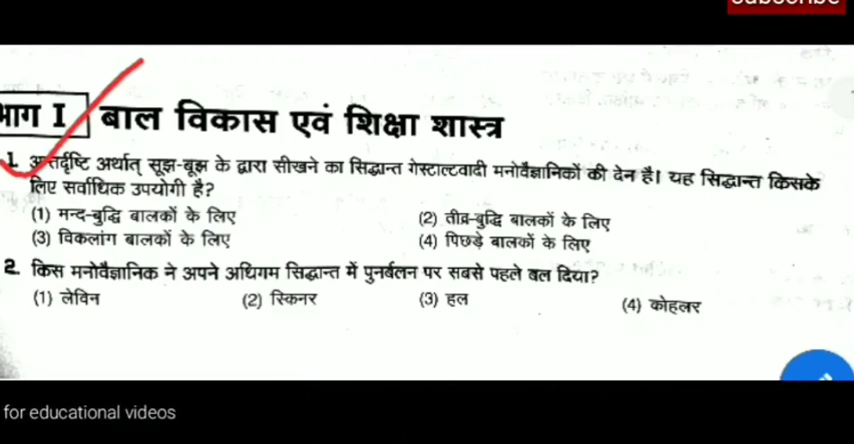 भाग I बाल विकास एवं शिक्षा शास्त्र
1. अन्तर्दृष्टि अर्थात् सूझ-बूझ के द्वारा सीखने का सिद्धान्त गेस्टाल्टवादी मनोवैज्ञानिकों की देन है। यह सिद्धान्त किसके
लिए सर्वाधिक उपयोगी है?
(1) मन्द-बुद्धि बालकों के लिए (2) तीव्र-बुद्धि बालकों के लिए
(3) विकलांग बालकों के लिए (4) पिछड़े बालकों के लिए
2. किस मनोवैज्ञानिक ने अपने अधिगम सिद्धान्त में पुनर्बलन पर सबसे पहले बल दिया?
(1) लेविन (2) स्किनर (3) हल (4) कोहलर
for educational videos